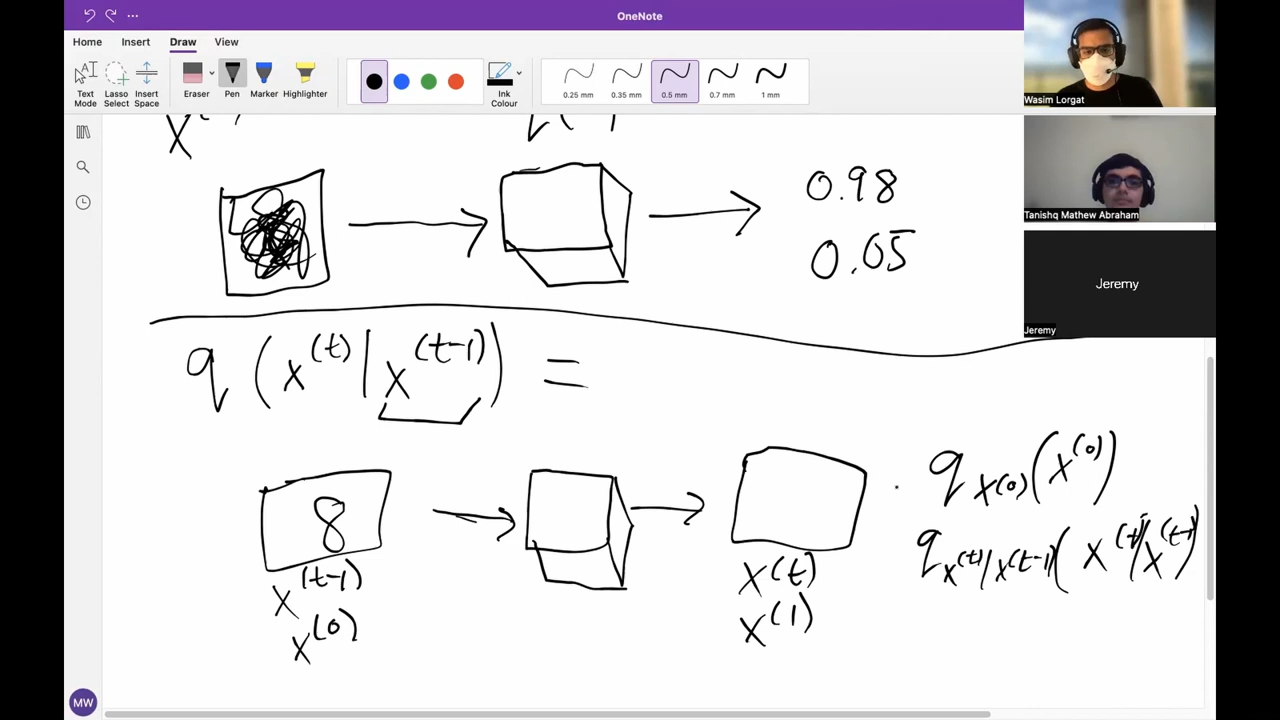 OneNote
Home Insert Draw View
Text Mode
Lasso Select
Insert Space
Eraser
Pen
Marker
Highlighter
Ink Colour
0.25 mm
0.35 mm
0.5 mm
0.7 mm
1 mm
Wasim Lorgat
Tanishq Mathew Abraham
Jeremy
Jeremy
0.98
0.05
q(x^(t)|x^(t-1)) =
8
x^(t-1)
x^(0)
x^(t)
x^(1)
q_x(0)(x^(0))
q_x(t)/x(t-1)(x^(t)/x^(t-1))
MW